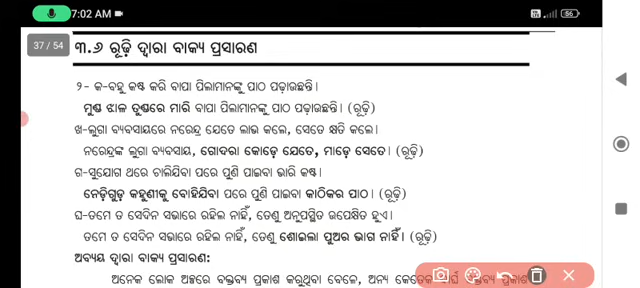 7:02 AM
56
37 / 54
୩.୬ ରୂଢ଼ି ଦ୍ୱାରା ବାକ୍ୟ ପ୍ରସାରଣ
୨- କ-ବହୁ କଷ୍ଟ କରି ବାପା ପିଲାମାନଙ୍କୁ ପାଠ ପଢ଼ାଉଛନ୍ତି।
ମୁଣ୍ଡ ଝାଳ ତୁଣ୍ଡରେ ମାରି ବାପା ପିଲାମାନଙ୍କୁ ପାଠ ପଢ଼ାଉଛନ୍ତି। (ରୂଢ଼ି)
ଖ-ଲୁଗା ବ୍ୟବସାୟରେ ନରେନ୍ଦ୍ର ଯେତେ ଲାଭ କଲେ, ସେତେ କ୍ଷତି କଲେ।
ନରେନ୍ଦ୍ରଙ୍କ ଲୁଗା ବ୍ୟବସାୟ, ଗୋଦରା କୋଡ଼େ ଯେତେ, ମାଡ଼େ ସେତେ। (ରୂଢ଼ି)
ଗ-ସୁଯୋଗ ଥରେ ଚାଲିଯିବା ପରେ ପୁଣି ପାଇବା ଭାରି କଷ୍ଟ।
ନେଡ଼ିଗୁଡ଼ କହୁଣୀକୁ ବୋହିଯିବା ପରେ ପୁଣି ପାଇବା କାଠିକର ପାଠ। (ରୂଢ଼ି)
ଘ-ତମେ ତ ସେଦିନ ସଭାରେ ରହିଲ ନାହିଁ, ତେଣୁ ଅନୁପସ୍ଥିତ ଉପେକ୍ଷିତ ହୁଏ।
ତମେ ତ ସେଦିନ ସଭାରେ ରହିଲ ନାହିଁ, ତେଣୁ ଶୋଇଲା ପୁଅର ଭାଗ ନାହିଁ। (ରୂଢ଼ି)
ଅବ୍ୟୟ ଦ୍ୱାରା ବାକ୍ୟ ପ୍ରସାରଣ:
ଅନେକ ଲୋକ ଅଳ୍ପରେ ବକ୍ତବ୍ୟ ପ୍ରକାଶ କରୁଥିବା ବେଳେ, ଅନ୍ୟ